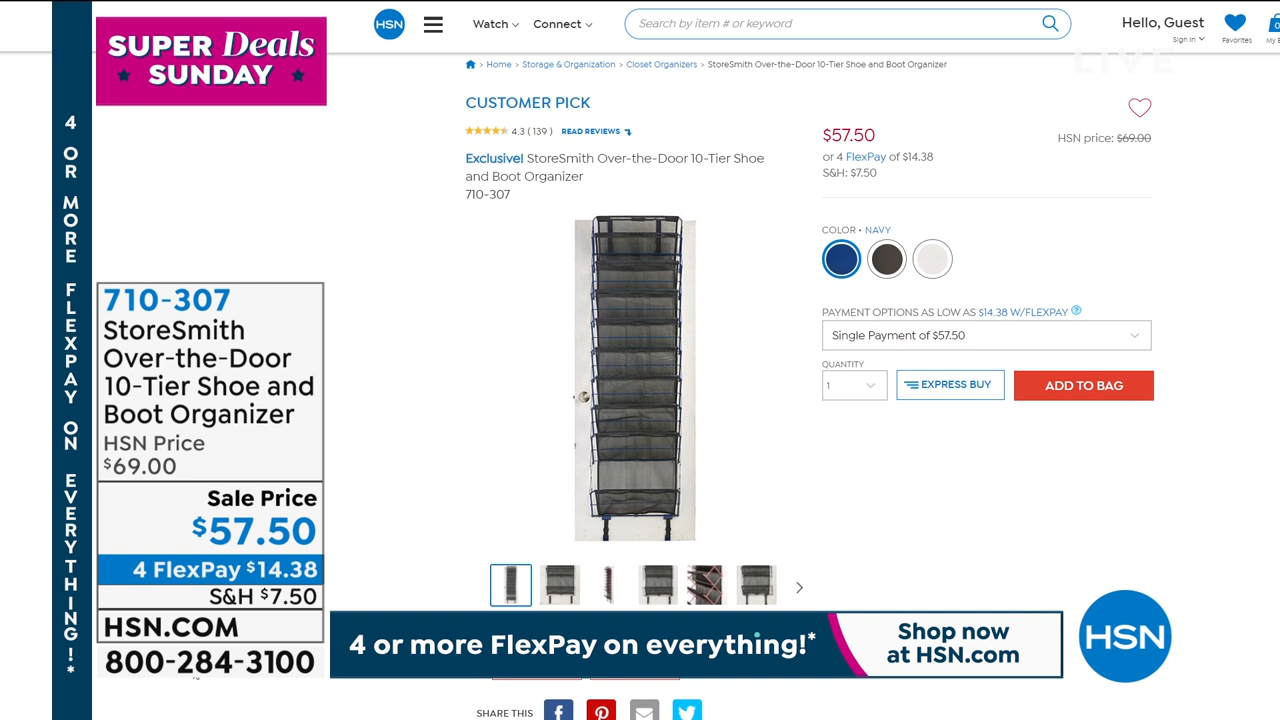 SUPER Deals
SUNDAY
4 OR MORE FLEXPAY ON EVERYTHING!*
HSN
Watch
Connect
Search by item # or keyword
Hello, Guest
Sign In
Favorites
0
LIVE
> Home > Storage & Organization > Closet Organizers > StoreSmith Over-the-Door 10-Tier Shoe and Boot Organizer
CUSTOMER PICK
4.3 ( 139 ) READ REVIEWS
Exclusive! StoreSmith Over-the-Door 10-Tier Shoe
and Boot Organizer
710-307
$57.50
HSN price: $69.00
or 4 FlexPay of $14.38
S&H: $7.50
COLOR • NAVY
PAYMENT OPTIONS AS LOW AS $14.38 W/FLEXPAY ?
Single Payment of $57.50
QUANTITY
1
EXPRESS BUY
ADD TO BAG
710-307
StoreSmith
Over-the-Door
10-Tier Shoe and
Boot Organizer
HSN Price
$69.00
Sale Price
$57.50
4 FlexPay $14.38
S&H $7.50
HSN.COM
800-284-3100
4 or more FlexPay on everything!*
Shop now
at HSN.com
HSN
SHARE THIS